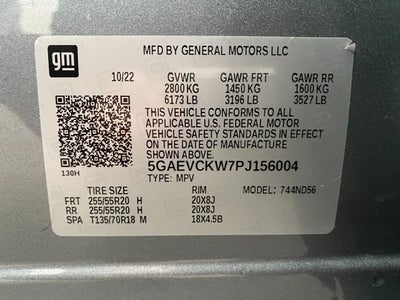 gm
MFD BY GENERAL MOTORS LLC
10/22 GVWR GAWR FRT GAWR RR
2800 KG 1450 KG 1600 KG
6173 LB 3196 LB 3527 LB
THIS VEHICLE CONFORMS TO ALL
APPLICABLE U.S. FEDERAL MOTOR
VEHICLE SAFETY STANDARDS IN EFFECT
ON THE DATE OF MANUFACTURE
SHOWN ABOVE.
5GAEVCKW7PJ156004
130H TYPE: MPV MODEL: 744ND56
TIRE SIZE RIM
FRT 255/55R20 H 20X8J
RR 255/55R20 H 20X8J
SPA T135/70R18 M 18X4.5B